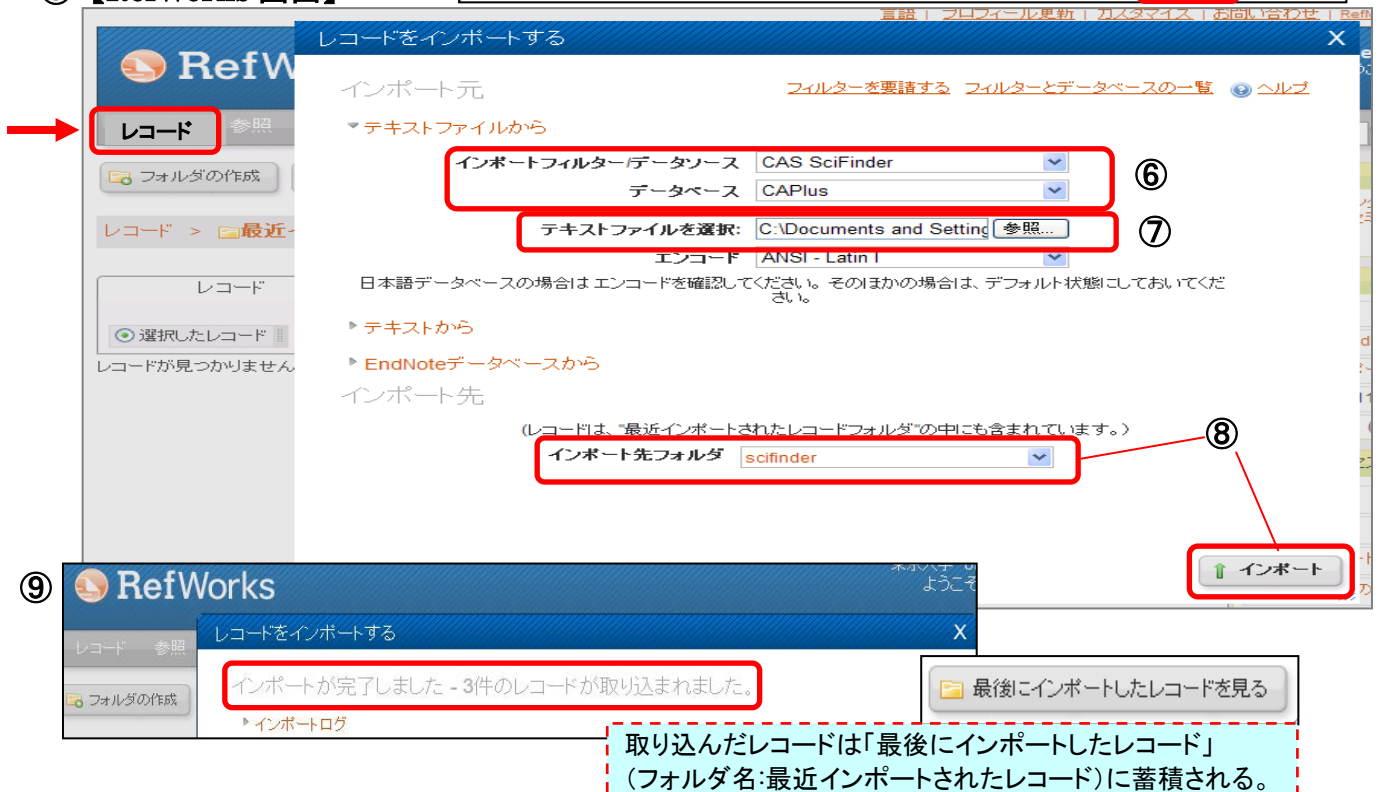 【RefWorks 画面】
言語 | プロフィール更新 | カスタマイズ | お問い合わせ |
レコードをインポートする X
RefW
インポート元 フィルターを要請する フィルターとデータベースの一覧 ヘルプ
レコード 参照
▼テキストファイルから
インポートフィルター/データソース CAS SciFinder
⑥
フォルダの作成
データベース CAPlus
レコード > 最近
テキストファイルを選択: C:\Documents and Setting 参照...
⑦
エンコード ANSI - Latin I
日本語データベースの場合は エンコードを確認してください。そのほかの場合は、デフォルト状態にしておいてくだ
さい。
レコード
▶テキストから
選択したレコード
レコードが見つかりません
▶EndNoteデータベースから
インポート先
(レコードは、"最近インポートされたレコードフォルダ"の中にも含まれています。)
⑧
インポート先フォルダ scifinder
インポート
⑨
RefWorks
ようこそ
レコードをインポートする X
レコード 参照
インポートが完了しました - 3件のレコードが取り込まれました。
最後にインポートしたレコードを見る
フォルダの作成
▶インポートログ
取り込んだレコードは「最後にインポートしたレコード」
(フォルダ名:最近インポートされたレコード)に蓄積される。